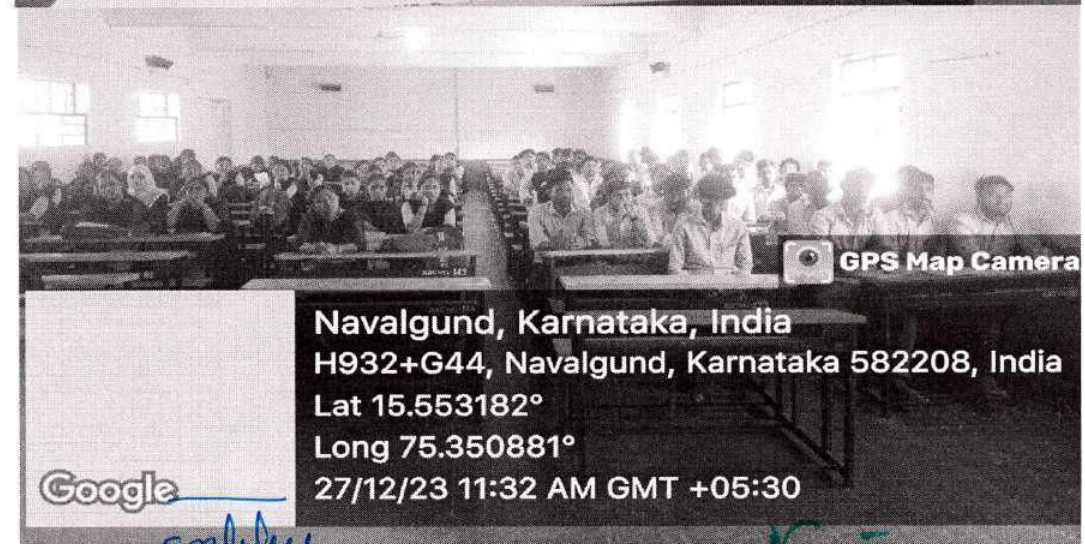 GPS Map Camera
Navalgund, Karnataka, India
H932+G44, Navalgund, Karnataka 582208, India
Lat 15.553182°
Long 75.350881°
27/12/23 11:32 AM GMT +05:30
Google